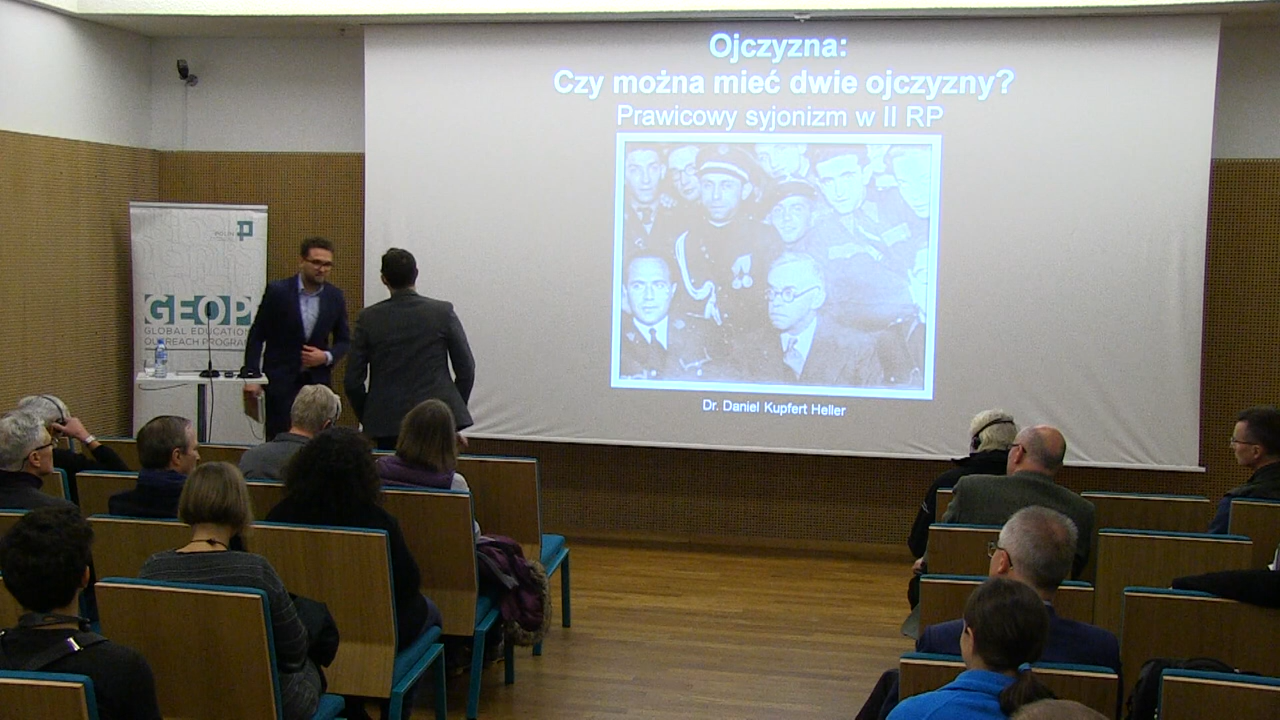 Ojczyzna:
Czy można mieć dwie ojczyzny?
Prawicowy syjonizm w II RP
Dr. Daniel Kupfert Heller
POLIN
GEOP
GLOBAL EDUCATION
OUTREACH PROGRAM